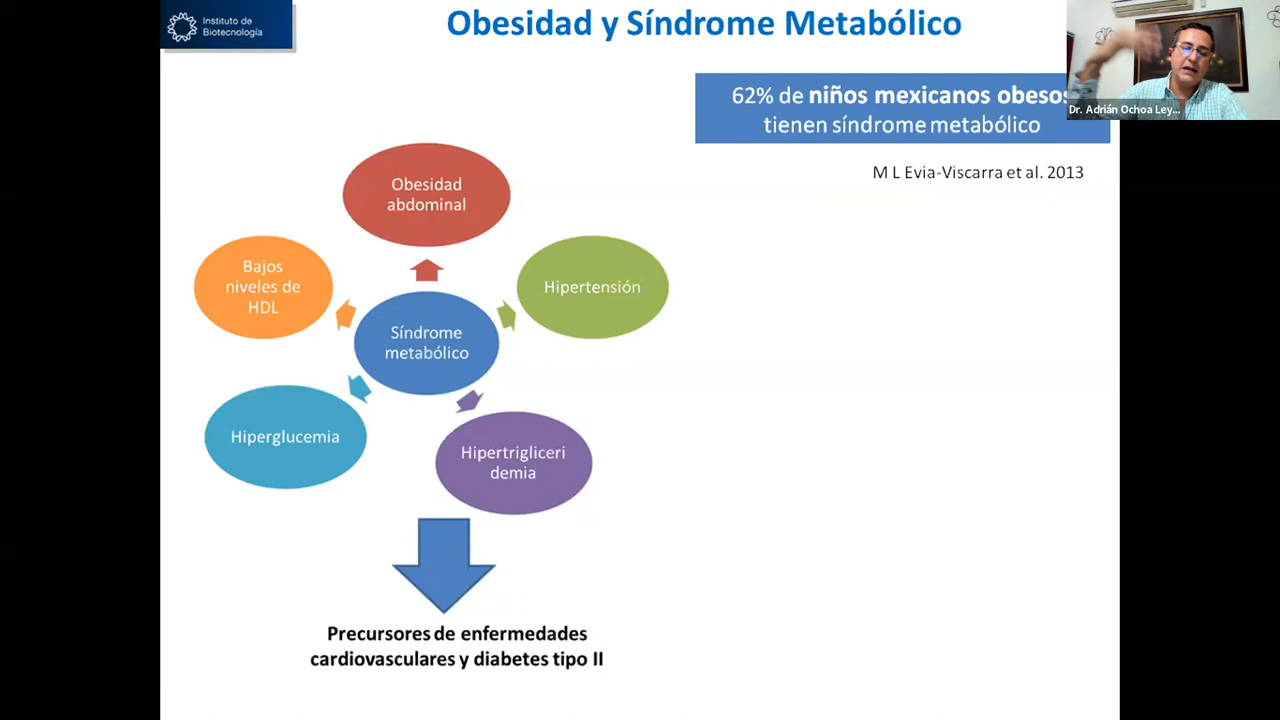 Instituto de
Biotecnología
Obesidad y Síndrome Metabólico
62% de niños mexicanos obesos
tienen síndrome metabólico
Dr. Adrián Ochoa Ley...
M L Evia-Viscarra et al. 2013
Obesidad
abdominal
Bajos
niveles de
HDL
Hipertensión
Síndrome
metabólico
Hiperglucemia
Hipertrigliceri
demia
Precursores de enfermedades
cardiovasculares y diabetes tipo II